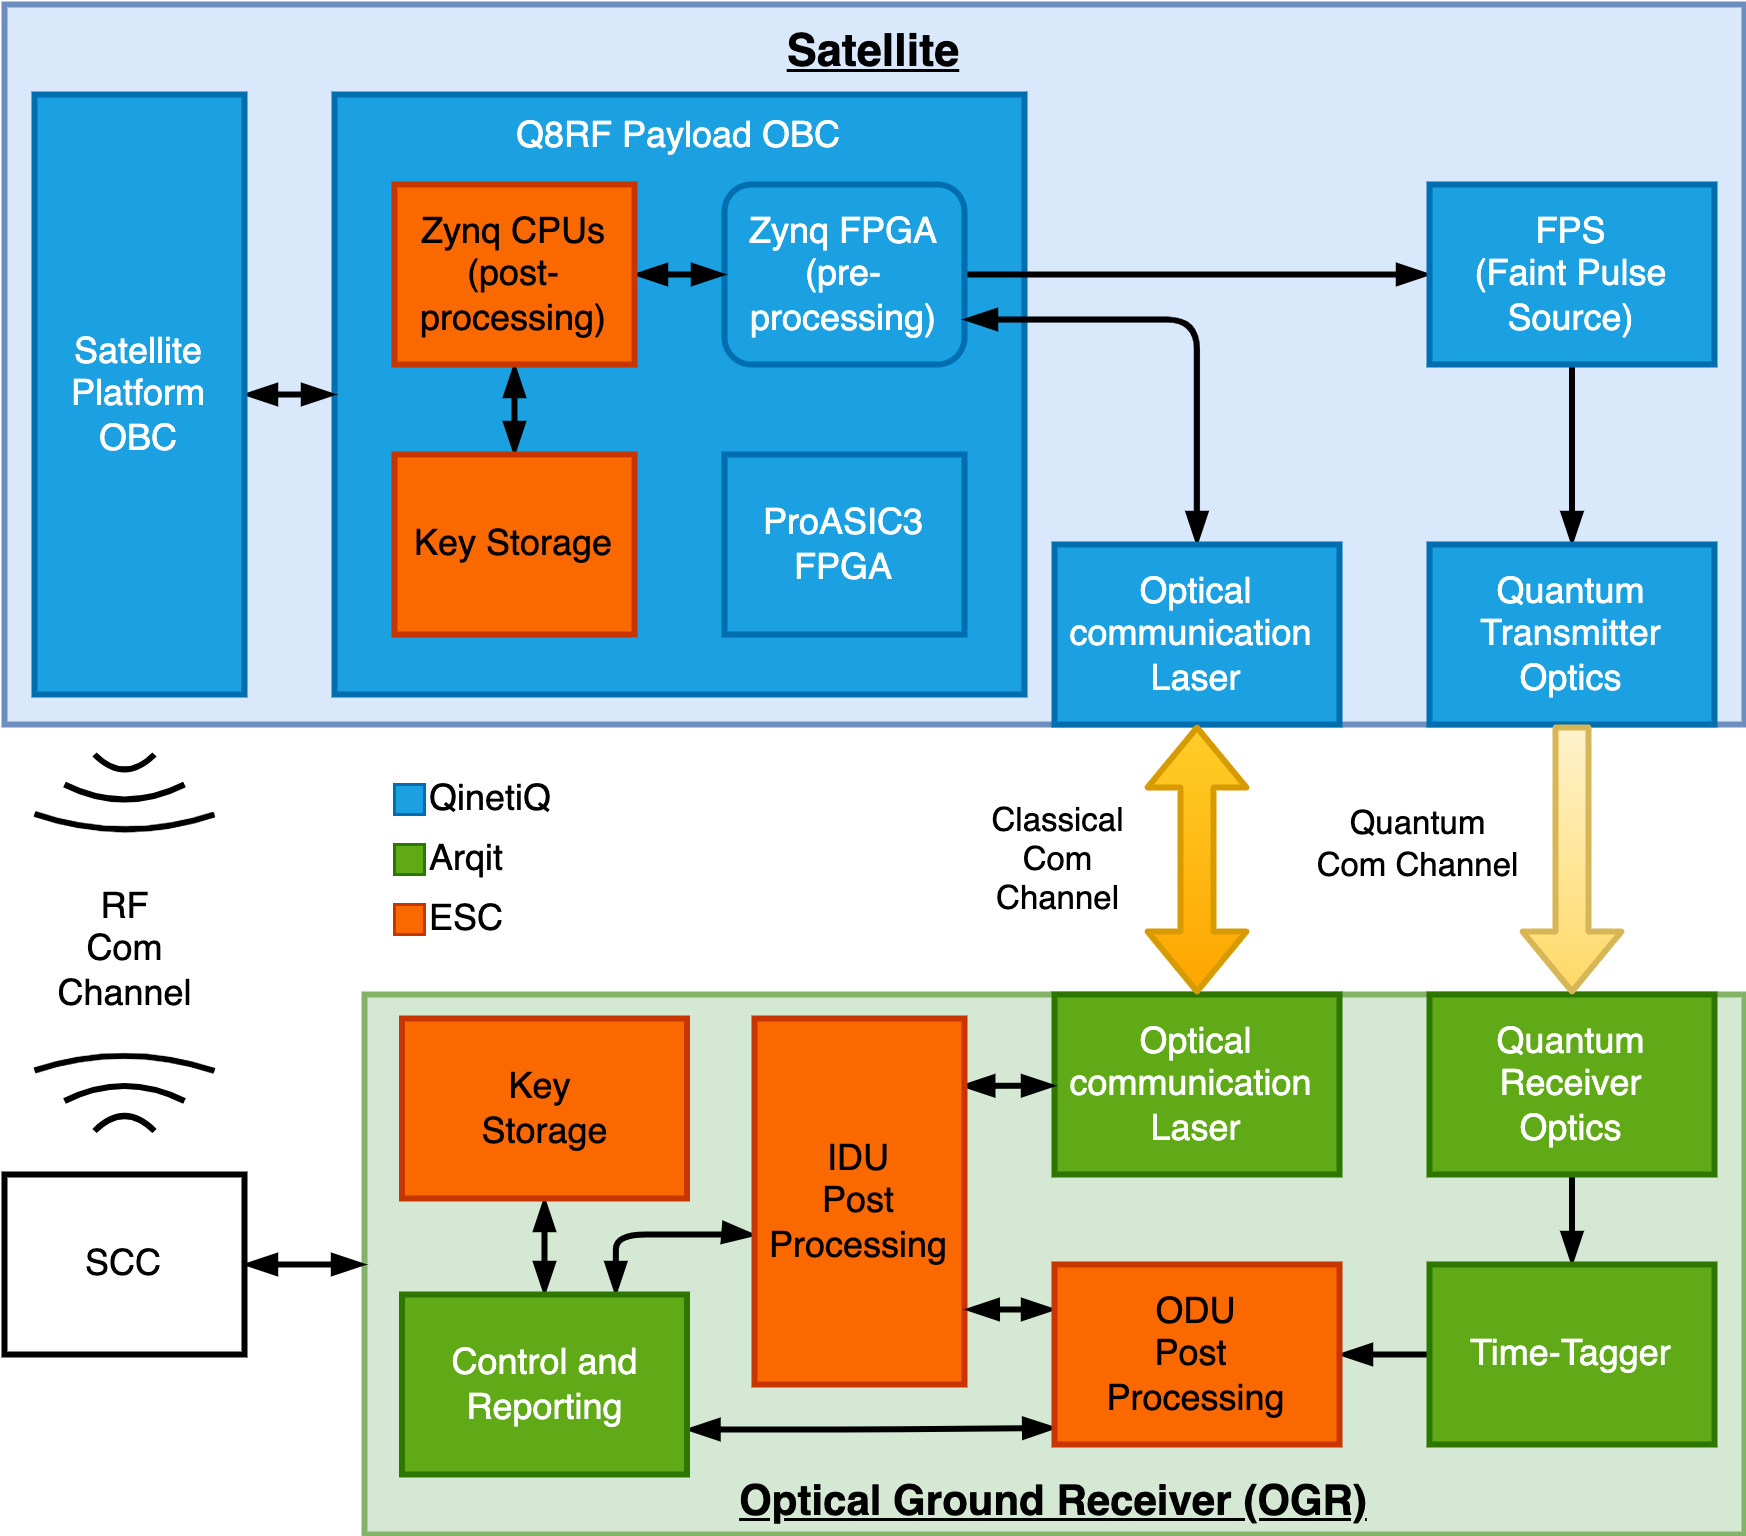 Satellite
Satellite
Platform
OBC
Q8RF Payload OBC
Zynq CPUs
(post-
processing)
Zynq FPGA
(pre-
processing)
FPS
(Faint Pulse
Source)
Key Storage
ProASIC3
FPGA
Optical
communication
Laser
Quantum
Transmitter
Optics
RF
Com
Channel
QinetiQ
Arqit
ESC
Classical
Com
Channel
Quantum
Com Channel
SCC
Key
Storage
IDU
Post
Processing
Optical
communication
Laser
Quantum
Receiver
Optics
Control and
Reporting
ODU
Post
Processing
Time-Tagger
Optical Ground Receiver (OGR)